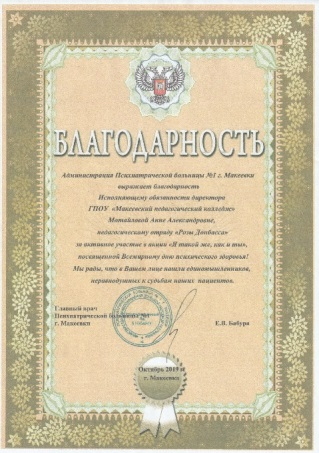 БЛАГОДАРНОСТЬ
Администрация Психиатрической больницы №1 г. Макеевки
выражает благодарность
Исполняющему обязанности директора
ГПОУ «Макеевский педагогический колледж»
Матайловой Анне Александровне,
педагогическому отряду «Розы Донбасса»
за активное участие в акции «Я такой же, как и ты»,
посвященной Всемирному дню психического здоровья!
Мы рады, что в Вашем лице нашли единомышленников,
неравнодушных к судьбам наших пациентов.
Главный врач
Психиатрической больницы №1
г. Макеевки
Е.В. Бабура
Октябрь 2019
г. Макеевка